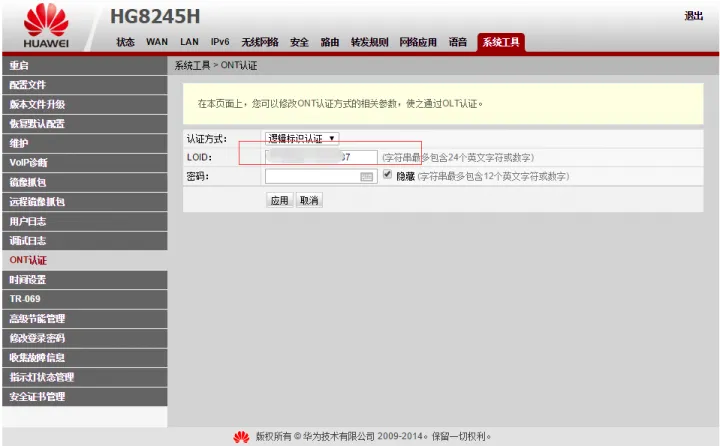 HG8245H
退出
HUAWEI
状态 WAN LAN IPv6 无线网络 安全 路由 转发规则 网络应用 语音 系统工具
重启
系统工具 > ONT认证
配置文件
版本文件升级
恢复默认配置
维护
VoIP诊断
镜像抓包
远程镜像抓包
用户日志
调试日志
ONT认证
时间设置
TR-069
高级节能管理
修改登录密码
收集故障信息
指示灯状态管理
安全证书管理
在本页面上，您可以修改ONT认证方式的相关参数，使之通过OLT认证。
认证方式： 逻辑标识认证
LOID： 37 (字符串最多包含24个英文字符或数字)
密码： 隐藏 (字符串最多包含12个英文字符或数字)
应用 取消
版权所有 © 华为技术有限公司 2009-2014。保留一切权利。